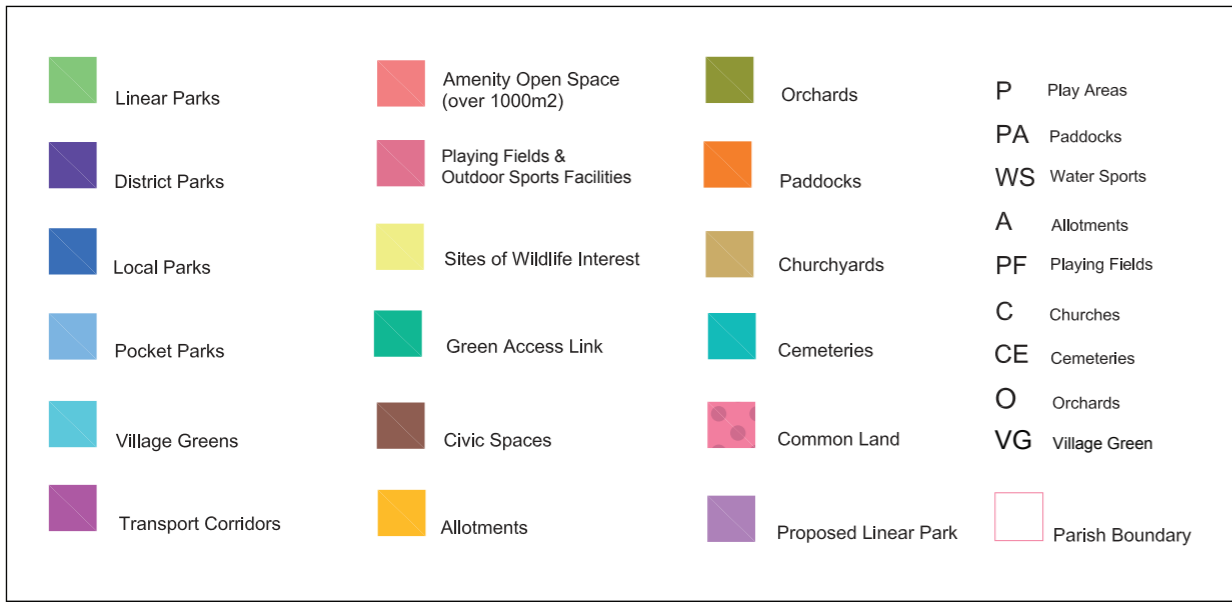 Linear Parks
District Parks
Local Parks
Pocket Parks
Village Greens
Transport Corridors
Amenity Open Space
(over 1000m2)
Playing Fields &
Outdoor Sports Facilities
Sites of Wildlife Interest
Green Access Link
Civic Spaces
Allotments
Orchards
Paddocks
Churchyards
Cemeteries
Common Land
Proposed Linear Park
P Play Areas
PA Paddocks
WS Water Sports
A Allotments
PF Playing Fields
C Churches
CE Cemeteries
O Orchards
VG Village Green
Parish Boundary